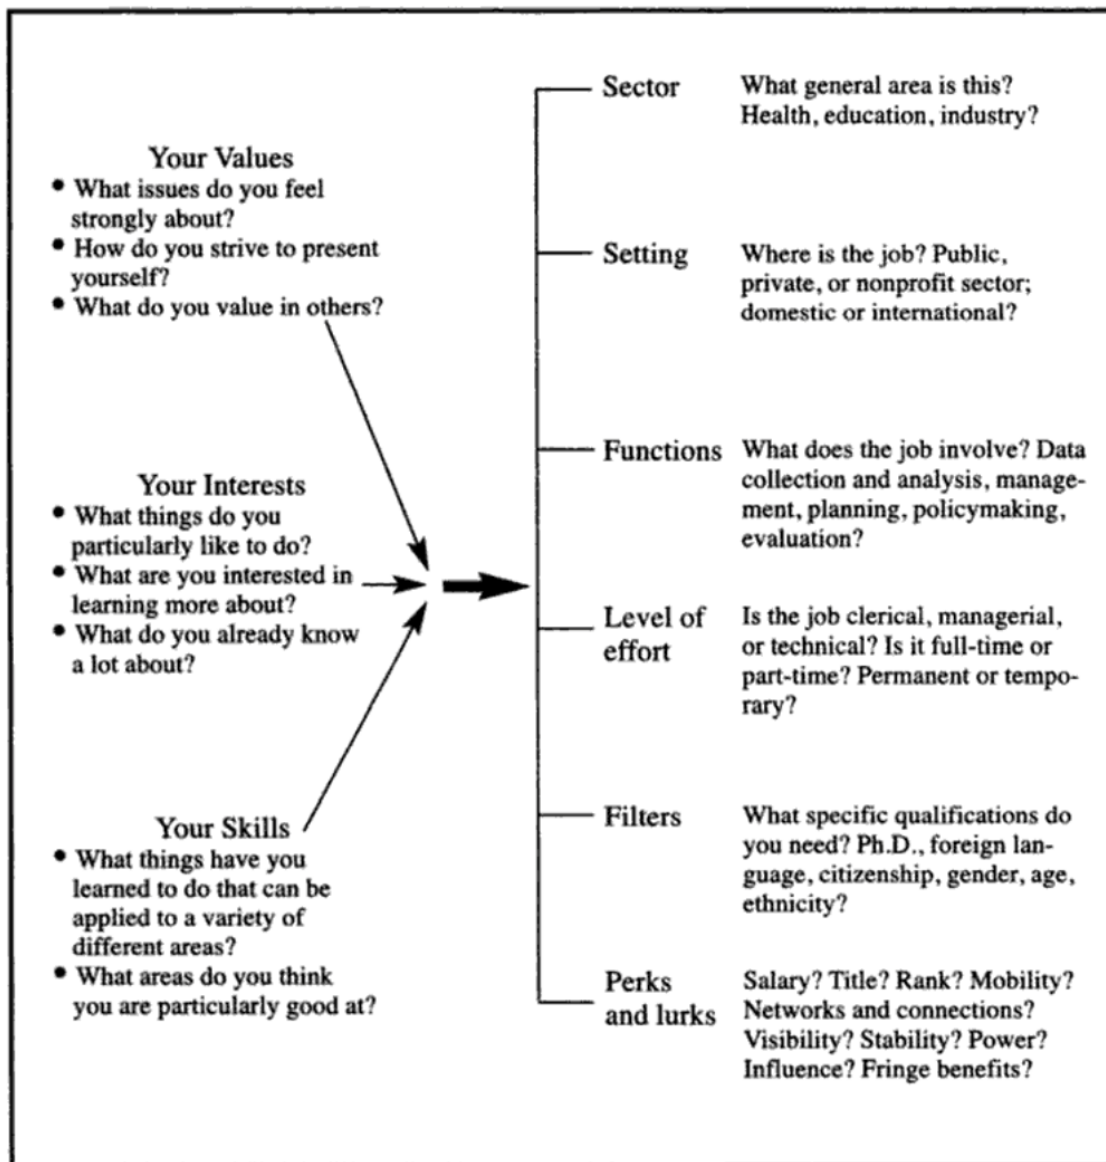 Your Values
• What issues do you feel
strongly about?
• How do you strive to present
yourself?
• What do you value in others?
Your Interests
• What things do you
particularly like to do?
• What are you interested in
learning more about?
• What do you already know
a lot about?
Your Skills
• What things have you
learned to do that can be
applied to a variety of
different areas?
• What areas do you think
you are particularly good at?
Sector
What general area is this?
Health, education, industry?
Setting
Where is the job? Public,
private, or nonprofit sector;
domestic or international?
Functions
What does the job involve? Data
collection and analysis, manage-
ment, planning, policymaking,
evaluation?
Level of
effort
Is the job clerical, managerial,
or technical? Is it full-time or
part-time? Permanent or tempo-
rary?
Filters
What specific qualifications do
you need? Ph.D., foreign lan-
guage, citizenship, gender, age,
ethnicity?
Perks
and lurks
Salary? Title? Rank? Mobility?
Networks and connections?
Visibility? Stability? Power?
Influence? Fringe benefits?